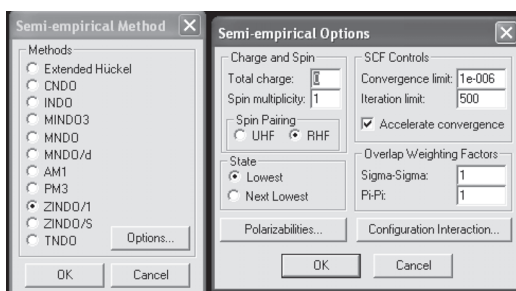 Semi-empirical Method
Methods
Extended Hückel
CNDO
INDO
MINDO3
MNDO
MNDO/d
AM1
PM3
ZINDO/1
ZINDO/S
TNDO
Options...
OK
Cancel
Semi-empirical Options
Charge and Spin
Total charge: 0
Spin multiplicity: 1
Spin Pairing
UHF
RHF
State
Lowest
Next Lowest
SCF Controls
Convergence limit: 1e-006
Iteration limit: 500
Accelerate convergence
Overlap Weighting Factors
Sigma-Sigma: 1
Pi-Pi: 1
Polarizabilities...
Configuration Interaction...
OK
Cancel